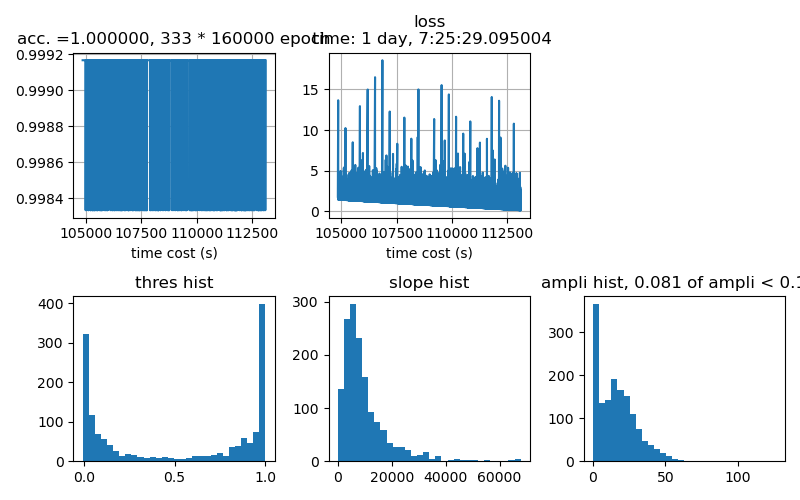 loss
acc. =1.000000, 333 * 160000 epoch
time: 1 day, 7:25:29.095004
0.9992
0.9990
0.9988
0.9986
0.9984
105000 107500 110000 112500
time cost (s)
15
10
5
0
105000 107500 110000 112500
time cost (s)
thres hist
400
300
200
100
0
0.0 0.5 1.0
slope hist
300
200
100
0
0 20000 40000 60000
ampli hist, 0.081 of ampli < 0.1
300
200
100
0
0 50 100